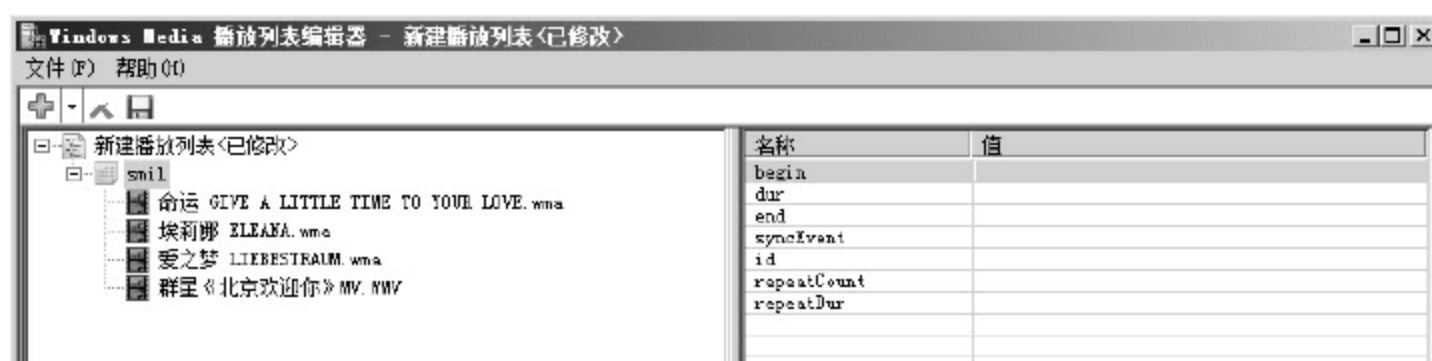 Windows Media 播放列表编辑器 - 新建播放列表<已修改>
文件(F) 帮助(H)
新建播放列表<已修改>
smil
命运 GIVE A LITTLE TIME TO YOUR LOVE.wma
埃莉娜 ELEANA.wma
爱之梦 LIEBESTRAUM.wma
群星《北京欢迎你》MV.WMV
名称 值
begin
dur
end
syncEvent
id
repeatCount
repeatDur